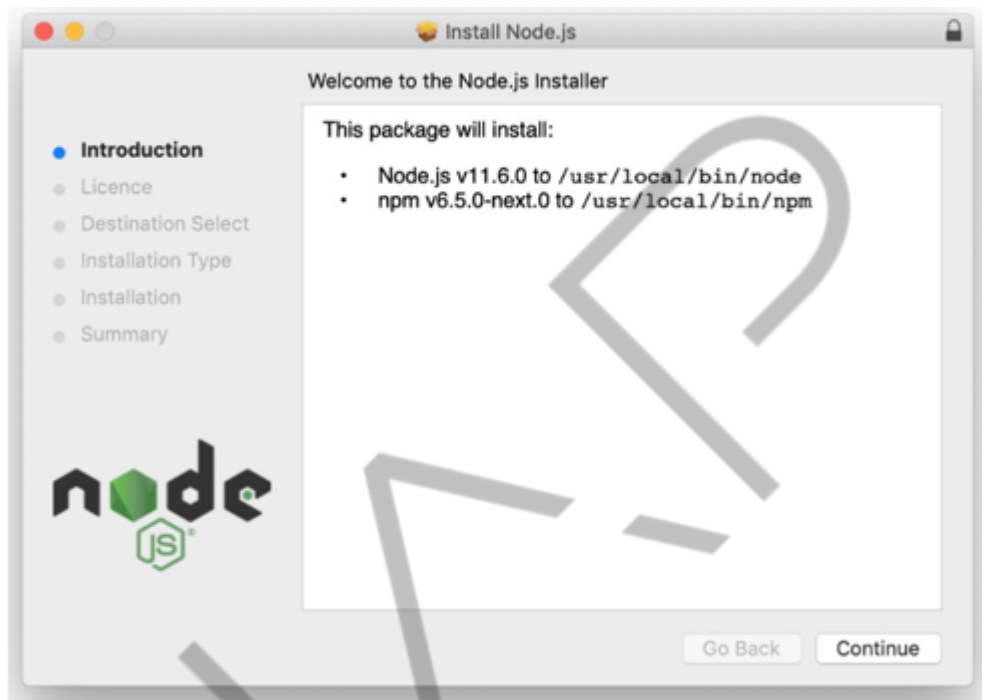 Install Node.js
Welcome to the Node.js Installer
Introduction
Licence
Destination Select
Installation Type
Installation
Summary
This package will install:
• Node.js v11.6.0 to /usr/local/bin/node
• npm v6.5.0-next.0 to /usr/local/bin/npm
node
JS
Go Back
Continue